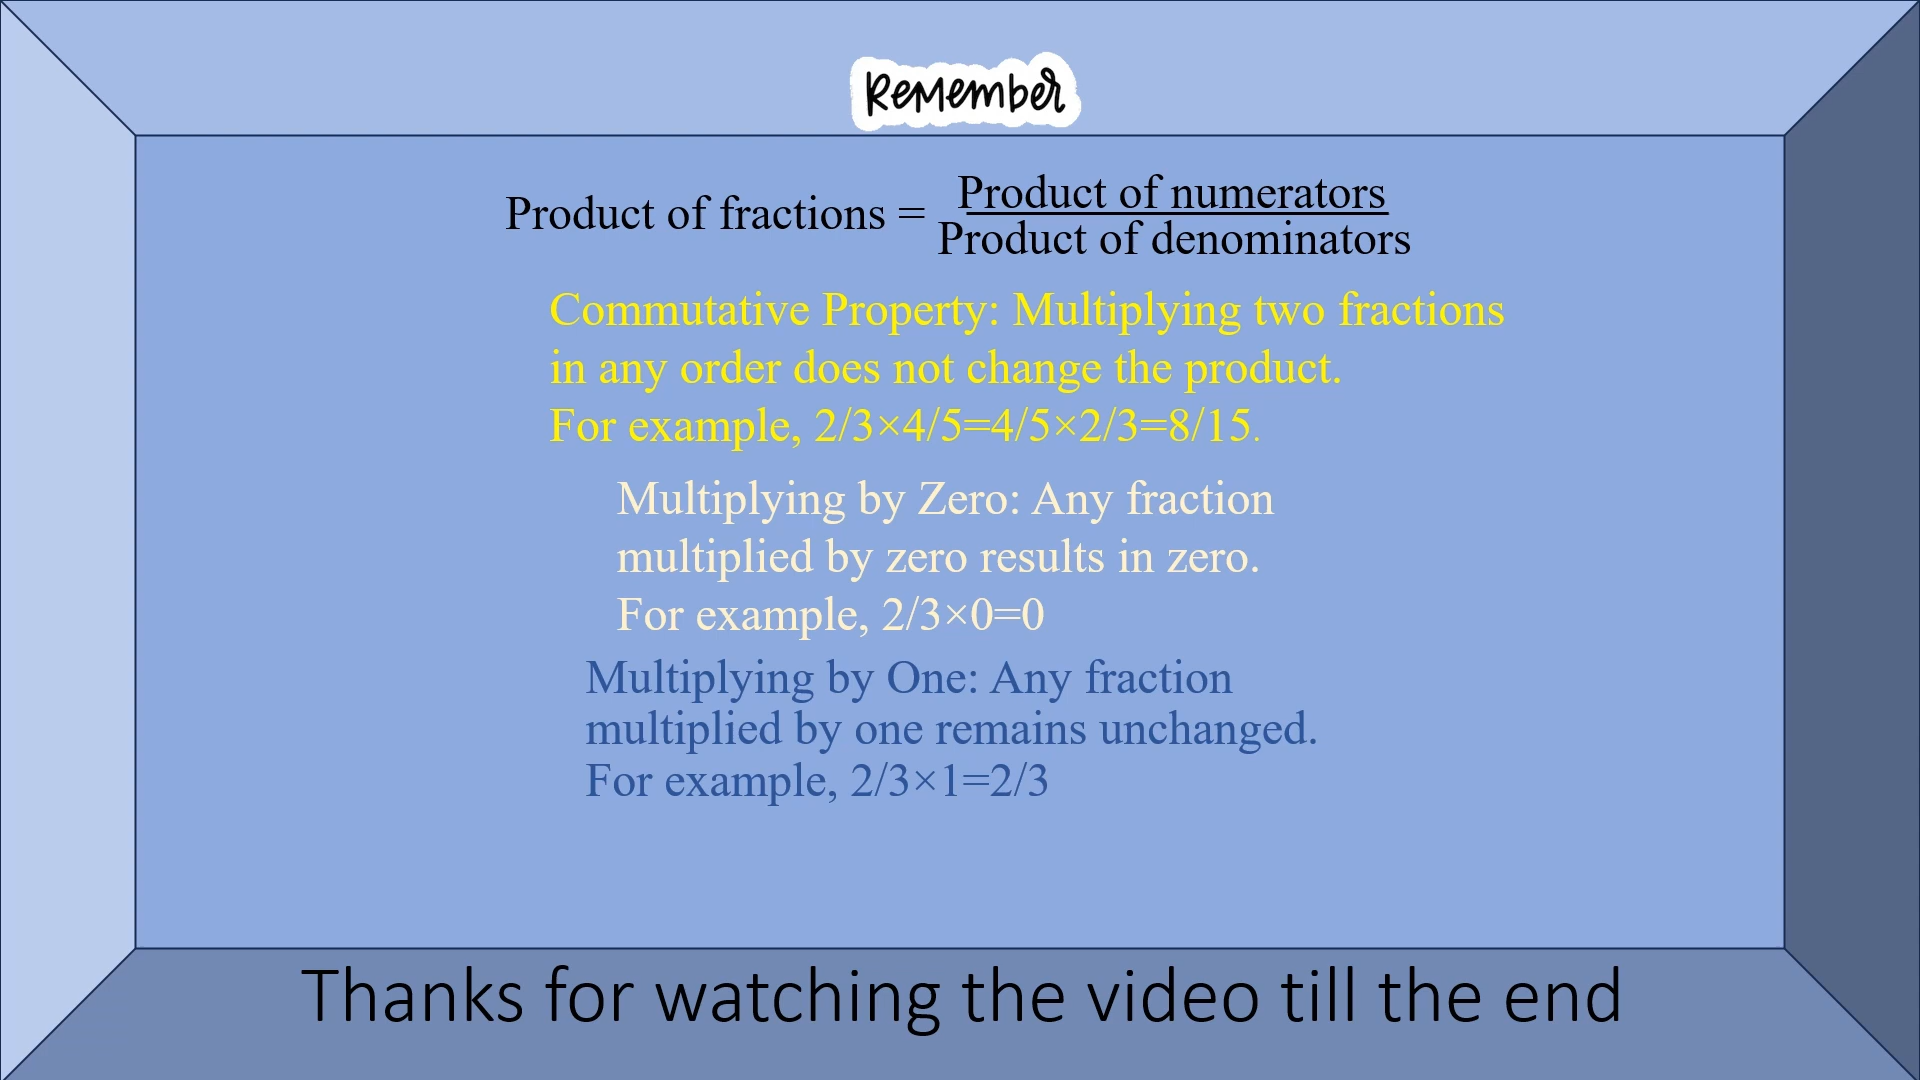 Remember
Product of fractions = Product of numerators
Product of denominators
Commutative Property: Multiplying two fractions
in any order does not change the product.
For example, 2/3×4/5=4/5×2/3=8/15.
Multiplying by Zero: Any fraction
multiplied by zero results in zero.
For example, 2/3×0=0
Multiplying by One: Any fraction
multiplied by one remains unchanged.
For example, 2/3×1=2/3
Thanks for watching the video till the end